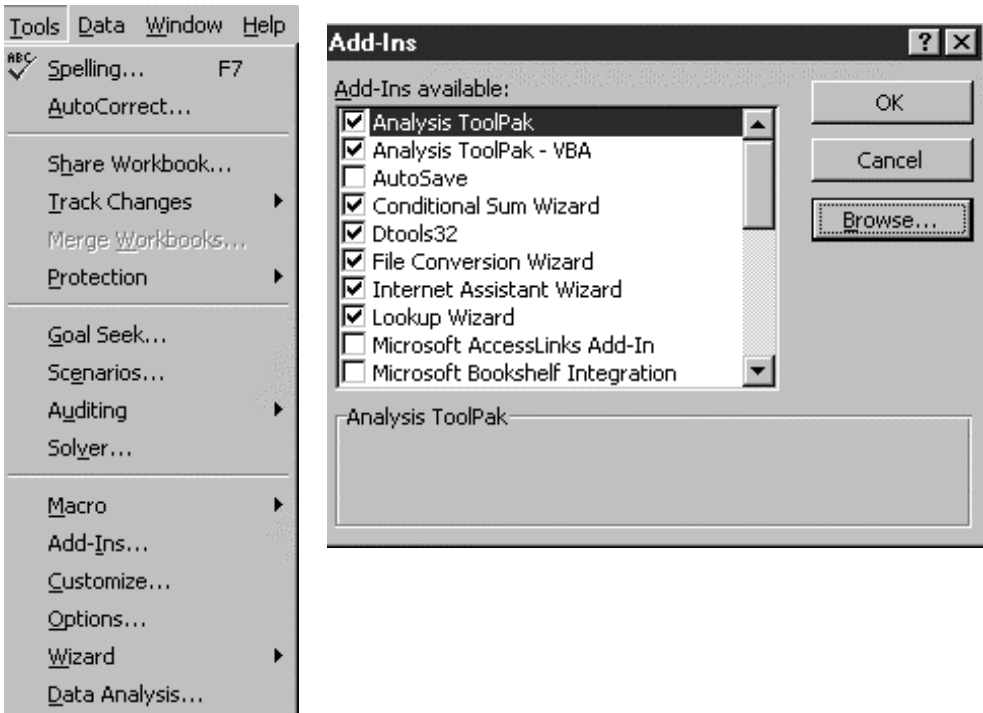 Tools Data Window Help
ABC Spelling... F7
AutoCorrect...
Share Workbook...
Track Changes
Merge Workbooks...
Protection
Goal Seek...
Scenarios...
Auditing
Solver...
Macro
Add-Ins...
Customize...
Options...
Wizard
Data Analysis...
Add-Ins ? X
Add-Ins available:
Analysis ToolPak
Analysis ToolPak - VBA
AutoSave
Conditional Sum Wizard
Dtools32
File Conversion Wizard
Internet Assistant Wizard
Lookup Wizard
Microsoft AccessLinks Add-In
Microsoft Bookshelf Integration
OK
Cancel
Browse...
Analysis ToolPak